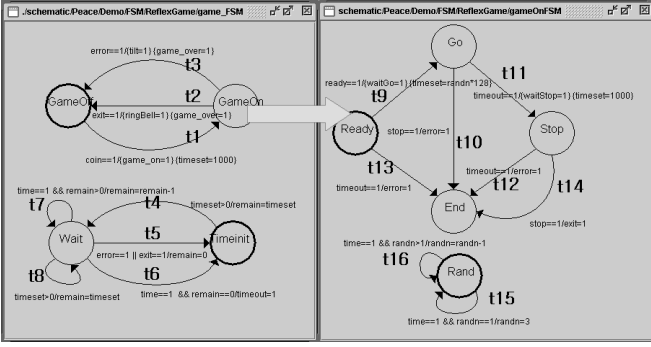 ./schematic/Peace/Demo/FSM/ReflexGame/game_FSM
error==1/{tilt=1}{game_over=1}
t3
GameOff
t2
GameOn
exit==1/{ringBell=1}{game_over=1}
t1
coin==1/{game_on=1}{timeset=1000}
time==1 && remain>0/remain=remain-1
t7
t4
timeset>0/remain=timeset
Wait
t5
Timeinit
error==1 || exit==1/remain=0
t8
t6
timeset>0/remain=timeset
time==1 && remain==0/timeout=1
schematic/Peace/Demo/FSM/ReflexGame/gameOnFSM
Go
t11
ready==1/{waitGo=1}{timeset=randn*128}
t9
timeout==1/{waitStop=1}{timeset=1000}
Ready
stop==1/error=1
t10
Stop
t13
timeout==1/error=1
t12
t14
timeout==1/error=1
End
stop==1/exit=1
time==1 && randn>1/randn=randn-1
t16
Rand
t15
time==1 && randn==1/randn=3